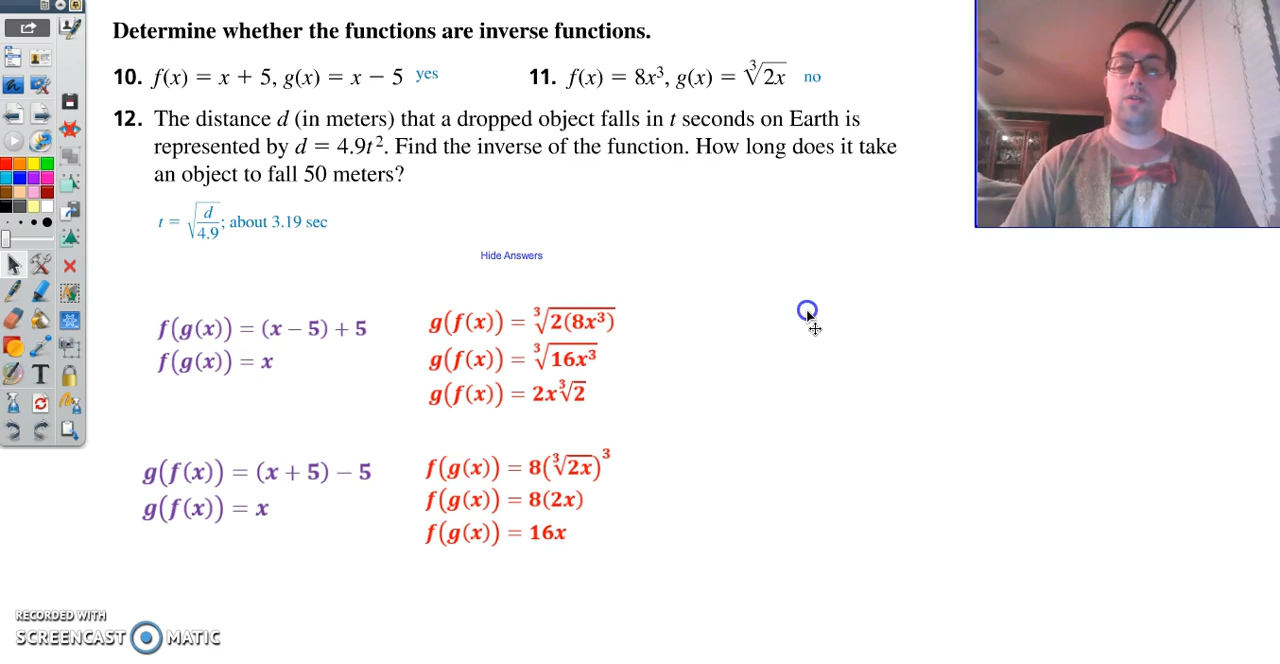 Determine whether the functions are inverse functions.
10. f(x) = x + 5, g(x) = x − 5 yes
11. f(x) = 8x³, g(x) = ∛(2x) no
12. The distance d (in meters) that a dropped object falls in t seconds on Earth is
represented by d = 4.9t². Find the inverse of the function. How long does it take
an object to fall 50 meters?
t = √(d/4.9); about 3.19 sec
Hide Answers
f(g(x)) = (x − 5) + 5
f(g(x)) = x
g(f(x)) = ∛(2(8x³))
g(f(x)) = ∛(16x³)
g(f(x)) = 2x∛2
g(f(x)) = (x + 5) − 5
g(f(x)) = x
f(g(x)) = 8(∛(2x))³
f(g(x)) = 8(2x)
f(g(x)) = 16x
RECORDED WITH
SCREENCAST MATIC